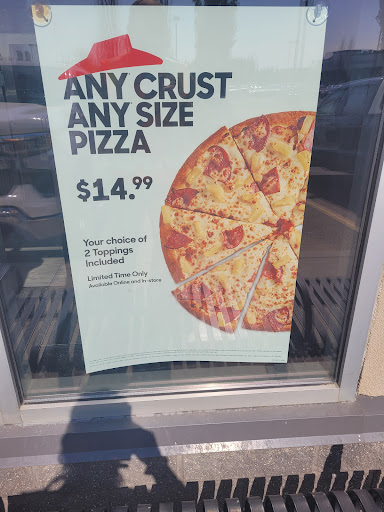 ANY CRUST
ANY SIZE
PIZZA
$14.99
Your choice of
2 Toppings
Included
Limited Time Only
Available Online and In-store